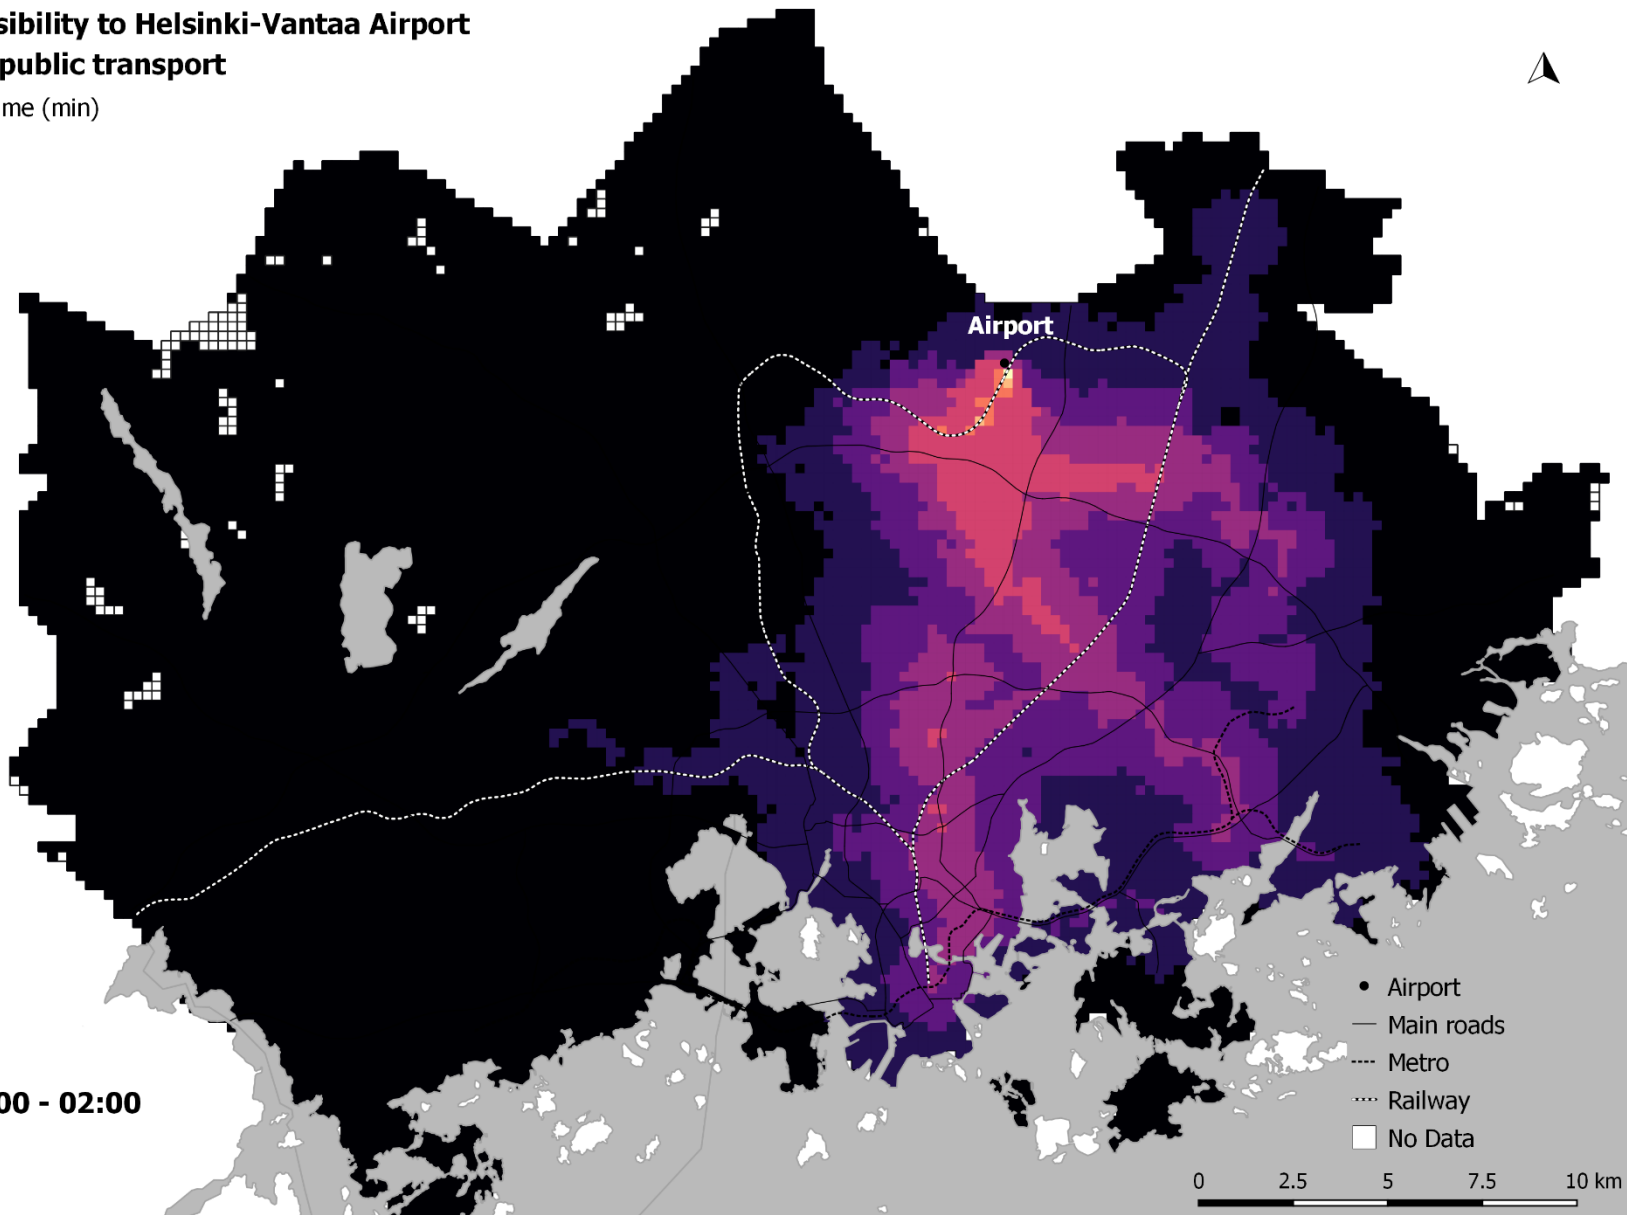 sibility to Helsinki-Vantaa Airport
public transport
me (min)
Airport
00 - 02:00
Airport
Main roads
Metro
Railway
No Data
0 2.5 5 7.5 10 km